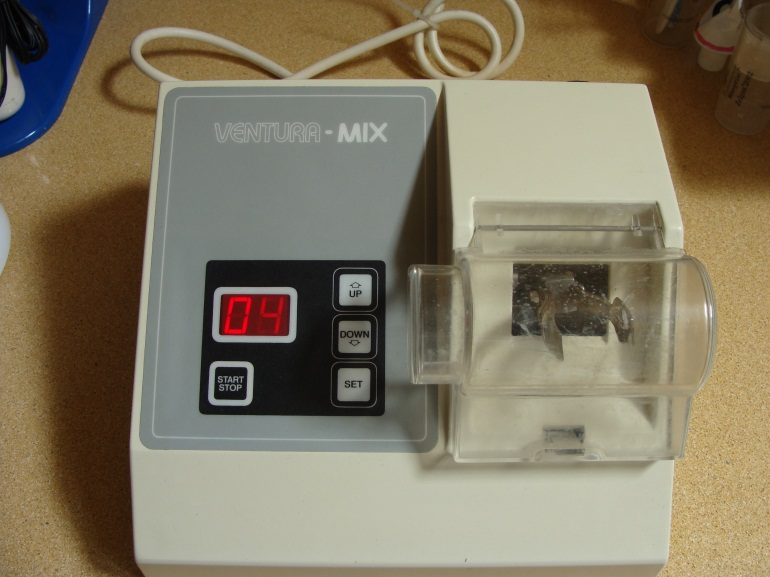 VENTURA-MIX
04
UP
DOWN
START
STOP
SET